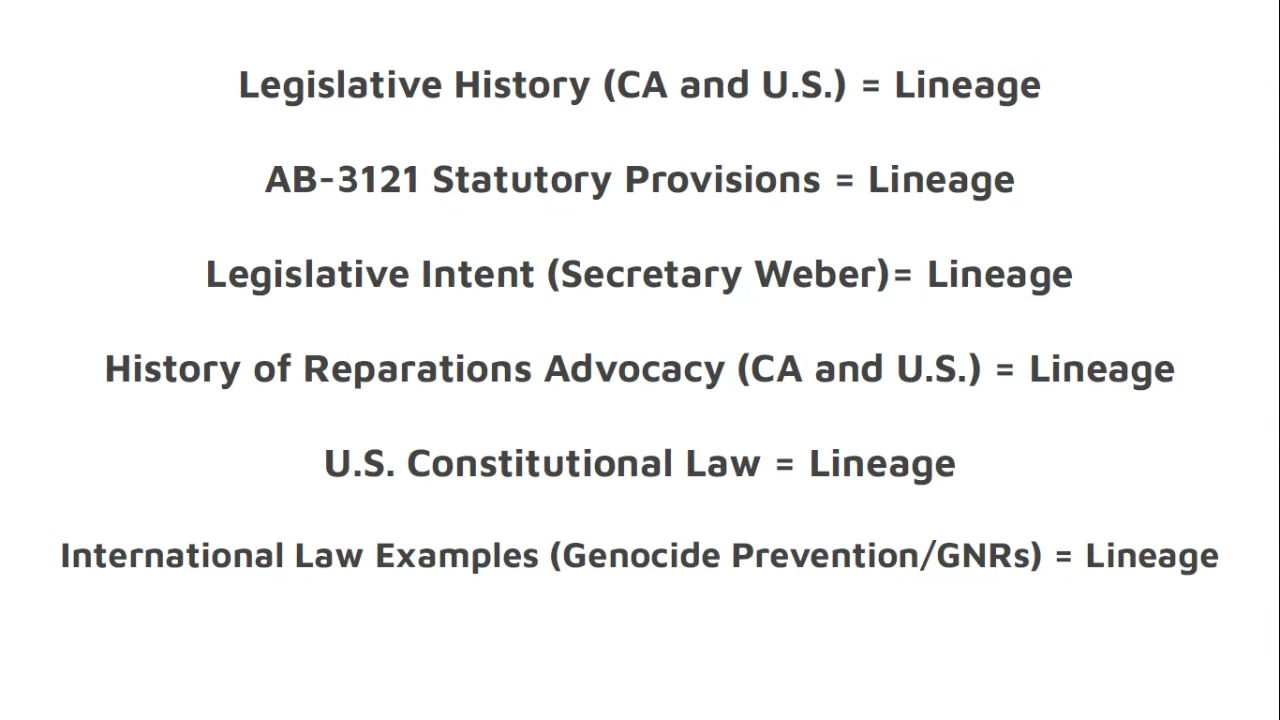 Legislative History (CA and U.S.) = Lineage
AB-3121 Statutory Provisions = Lineage
Legislative Intent (Secretary Weber)= Lineage
History of Reparations Advocacy (CA and U.S.) = Lineage
U.S. Constitutional Law = Lineage
International Law Examples (Genocide Prevention/GNRs) = Lineage